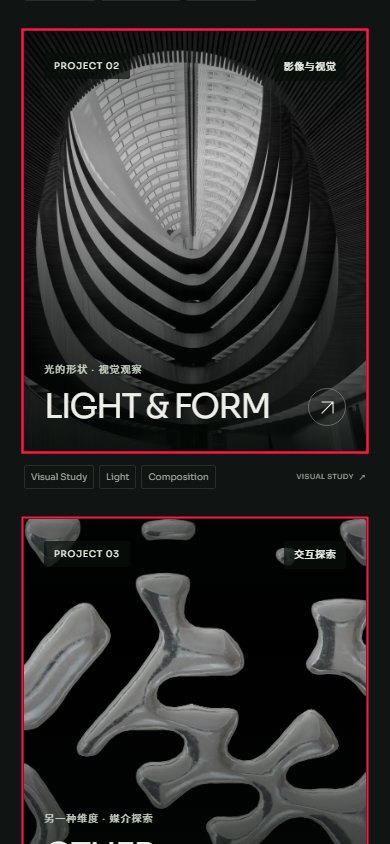 PROJECT 02
影像与视觉
光的形状 · 视觉观察
LIGHT & FORM
Visual Study
Light
Composition
VISUAL STUDY ↗
PROJECT 03
交互探索
另一种维度 · 媒介探索